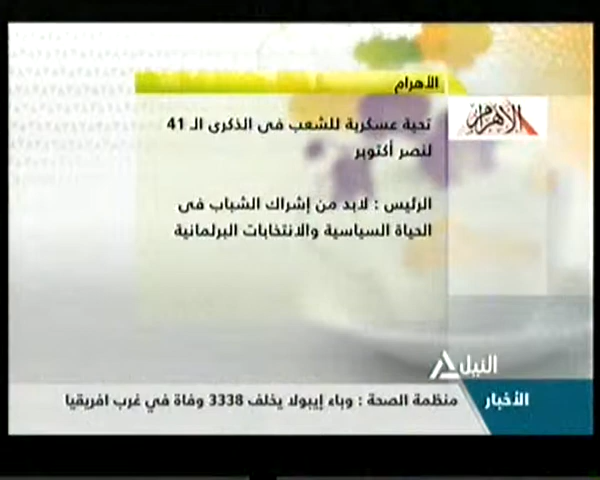 الأهرام
الأهرام
تحية عسكرية للشعب فى الذكرى الـ 41
لنصر أكتوبر
الرئيس : لابد من إشراك الشباب فى
الحياة السياسية والانتخابات البرلمانية
النيل
الأخبار
منظمة الصحة : وباء إيبولا يخلف 3338 وفاة في غرب افريقيا